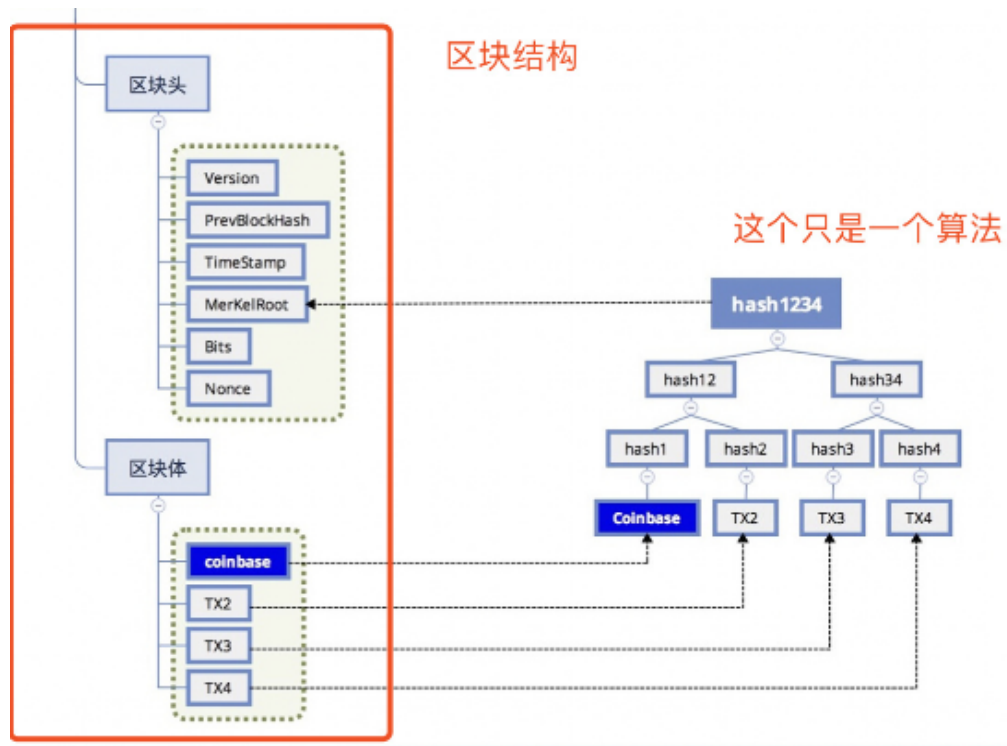 区块结构
区块头
Version
PrevBlockHash
TimeStamp
MerKelRoot
Bits
Nonce
区块体
coinbase
TX2
TX3
TX4
这个只是一个算法
hash1234
hash12 hash34
hash1 hash2 hash3 hash4
Coinbase TX2 TX3 TX4